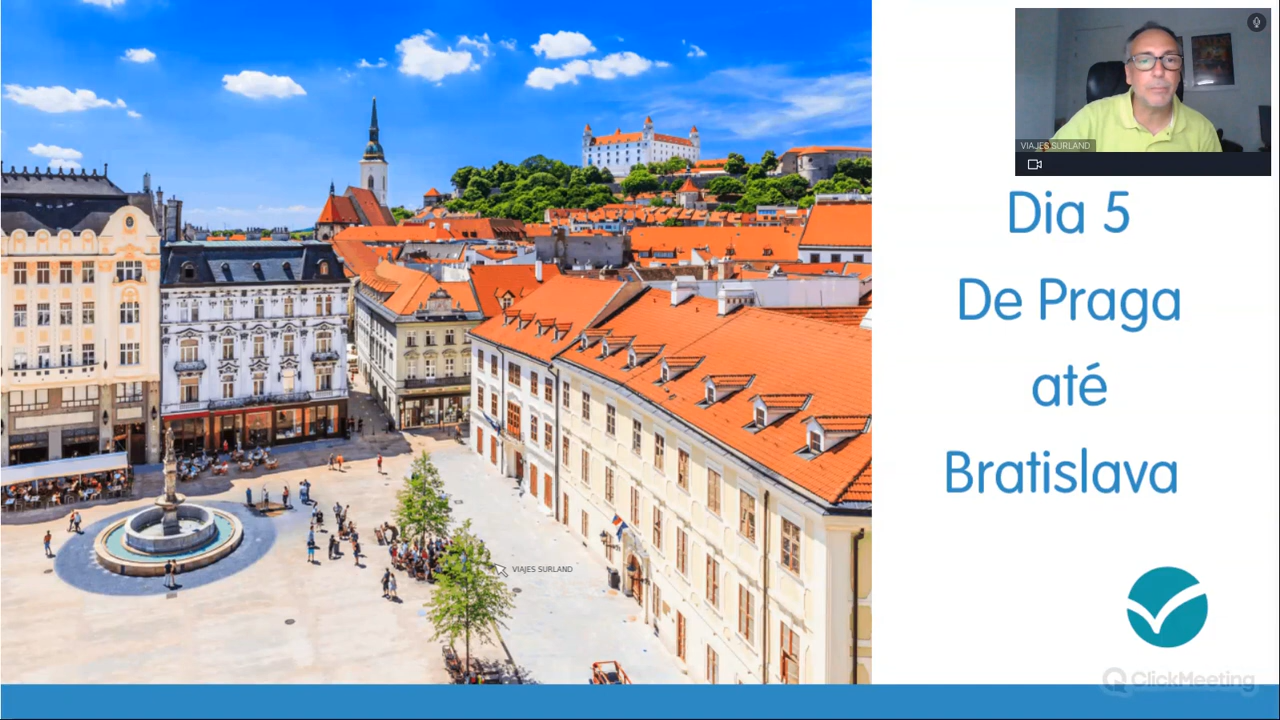 VIAJES SURLAND
Dia 5
De Praga
até
Bratislava
VIAJES SURLAND
ClickMeeting